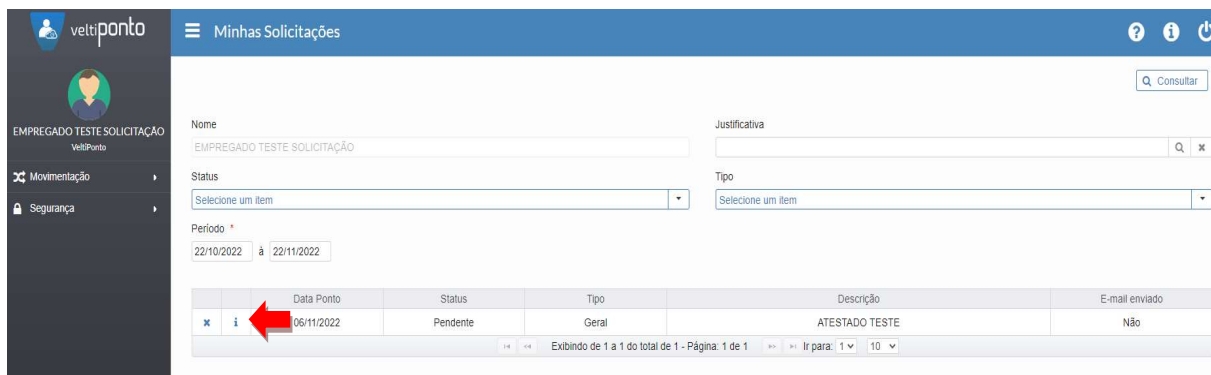 veltiponto
Minhas Solicitações
Consultar
EMPREGADO TESTE SOLICITAÇÃO
VeltiPonto
Movimentação
Segurança
Nome
Justificativa
EMPREGADO TESTE SOLICITAÇÃO
Status
Tipo
Selecione um item
Selecione um item
Período *
22/10/2022 à 22/11/2022
Data Ponto Status Tipo Descrição E-mail enviado
06/11/2022 Pendente Geral ATESTADO TESTE Não
Exibindo de 1 a 1 do total de 1 - Página: 1 de 1 Ir para: 1 10